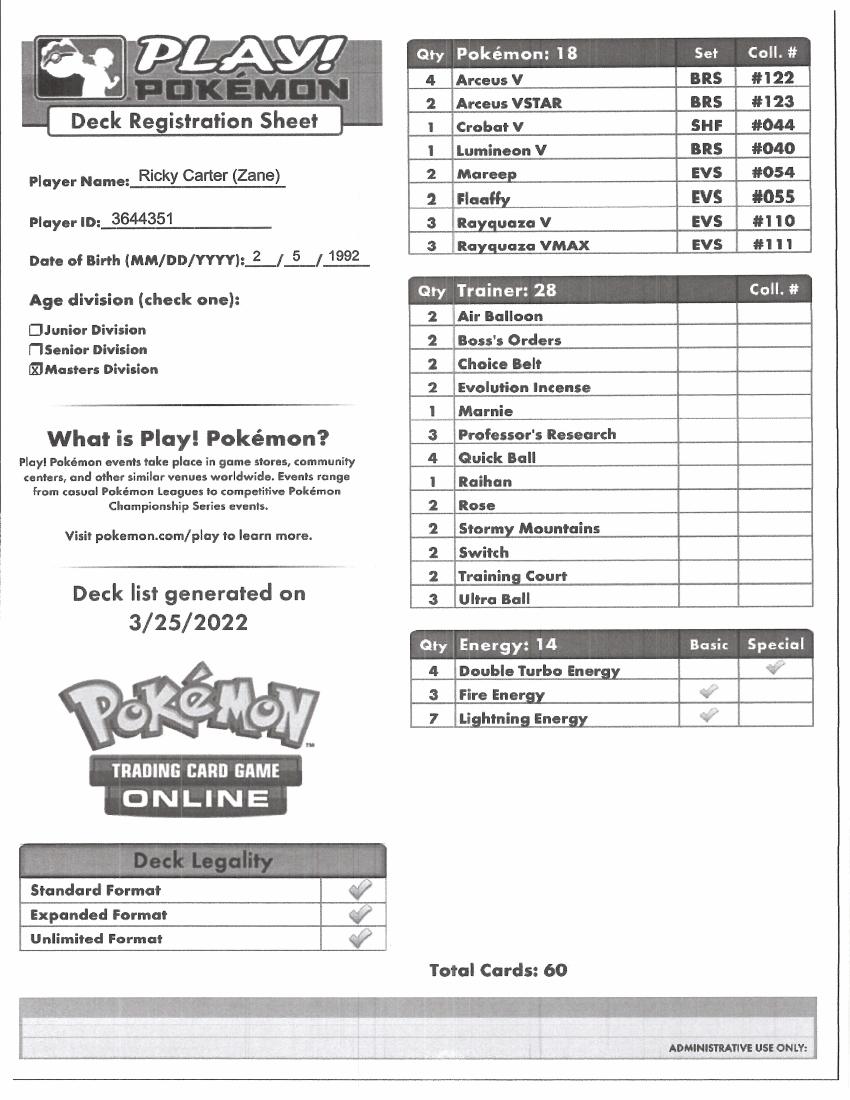 PLAY!
POKÉMON
Deck Registration Sheet
Player Name: Ricky Carter (Zane)
Player ID: 3644351
Date of Birth (MM/DD/YYYY): 2 / 5 / 1992
Age division (check one):
☐Junior Division
☐Senior Division
☒Masters Division
What is Play! Pokémon?
Play! Pokémon events take place in game stores, community
centers, and other similar venues worldwide. Events range
from casual Pokémon Leagues to competitive Pokémon
Championship Series events.
Visit pokemon.com/play to learn more.
Deck list generated on
3/25/2022
POKéMON
™
TRADING CARD GAME
ONLINE
Deck Legality
Standard Format ✓
Expanded Format ✓
Unlimited Format ✓
Qty Pokémon: 18 Set Coll. #
4 Arceus V BRS #122
2 Arceus VSTAR BRS #123
1 Crobat V SHF #044
1 Lumineon V BRS #040
2 Mareep EVS #054
2 Flaaffy EVS #055
3 Rayquaza V EVS #110
3 Rayquaza VMAX EVS #111
Qty Trainer: 28 Coll. #
2 Air Balloon
2 Boss's Orders
2 Choice Belt
2 Evolution Incense
1 Marnie
3 Professor's Research
4 Quick Ball
1 Raihan
2 Rose
2 Stormy Mountains
2 Switch
2 Training Court
3 Ultra Ball
Qty Energy: 14 Basic Special
4 Double Turbo Energy ✓
3 Fire Energy ✓
7 Lightning Energy ✓
Total Cards: 60
ADMINISTRATIVE USE ONLY: